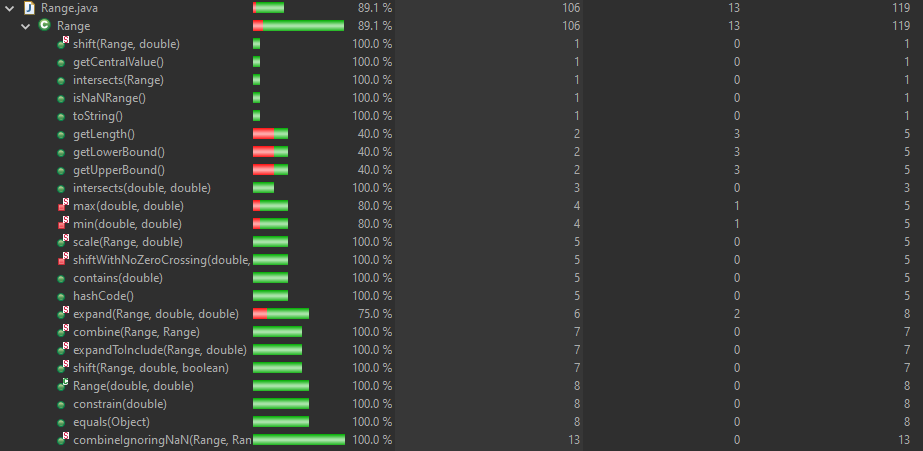 Range.java 89.1 % 106 13 119
Range 89.1 % 106 13 119
shift(Range, double) 100.0 % 1 0 1
getCentralValue() 100.0 % 1 0 1
intersects(Range) 100.0 % 1 0 1
isNaNRange() 100.0 % 1 0 1
toString() 100.0 % 1 0 1
getLength() 40.0 % 2 3 5
getLowerBound() 40.0 % 2 3 5
getUpperBound() 40.0 % 2 3 5
intersects(double, double) 100.0 % 3 0 3
max(double, double) 80.0 % 4 1 5
min(double, double) 80.0 % 4 1 5
scale(Range, double) 100.0 % 5 0 5
shiftWithNoZeroCrossing(double, 100.0 % 5 0 5
contains(double) 100.0 % 5 0 5
hashCode() 100.0 % 5 0 5
expand(Range, double, double) 75.0 % 6 2 8
combine(Range, Range) 100.0 % 7 0 7
expandToInclude(Range, double) 100.0 % 7 0 7
shift(Range, double, boolean) 100.0 % 7 0 7
Range(double, double) 100.0 % 8 0 8
constrain(double) 100.0 % 8 0 8
equals(Object) 100.0 % 8 0 8
combineIgnoringNaN(Range, Ran 100.0 % 13 0 13